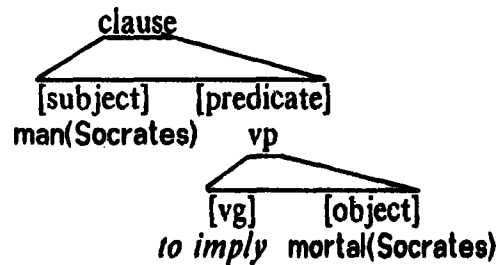 clause
[subject] [predicate]
man(Socrates) vp
[vg] [object]
to imply mortal(Socrates)